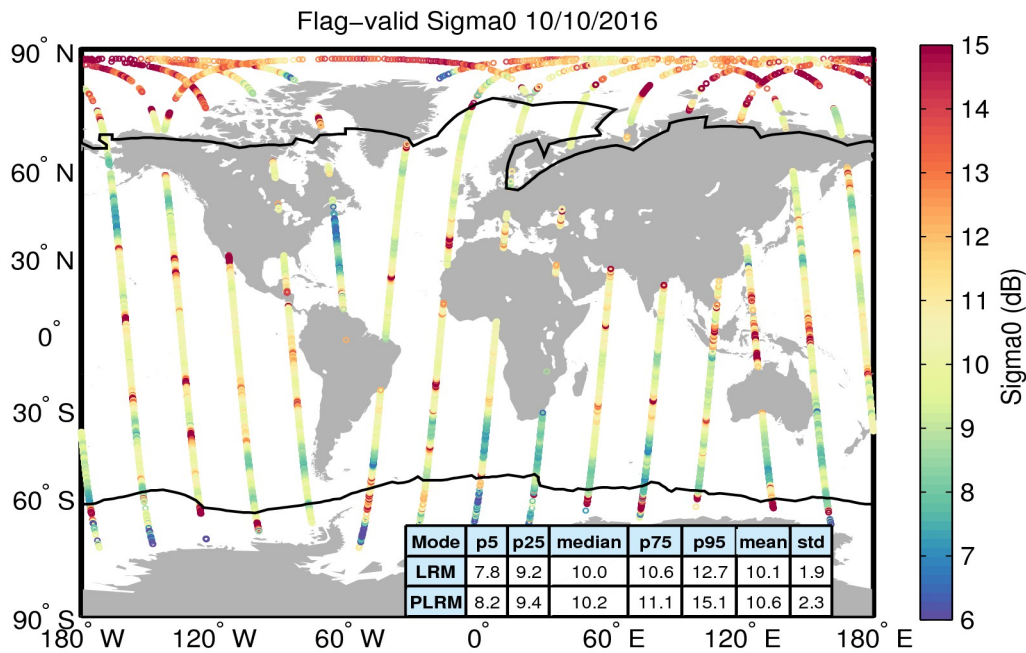 Flag-valid Sigma0 10/10/2016
90° N
60° N
30° N
0°
30° S
60° S
90° S
180° W
120° W
60° W
0°
60° E
120° E
180° E
Mode p5 p25 median p75 p95 mean std
LRM 7.8 9.2 10.0 10.6 12.7 10.1 1.9
PLRM 8.2 9.4 10.2 11.1 15.1 10.6 2.3
15
14
13
12
11
10
9
8
7
6
Sigma0 (dB)